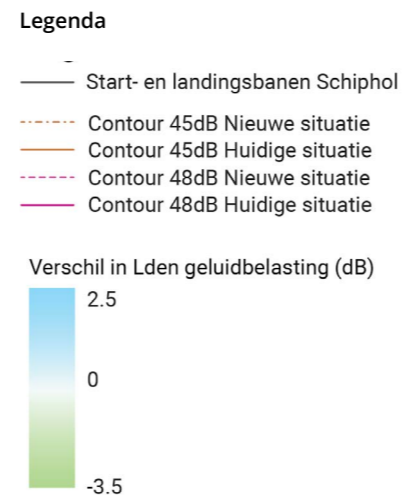 Legenda
Start- en landingsbanen Schiphol
Contour 45dB Nieuwe situatie
Contour 45dB Huidige situatie
Contour 48dB Nieuwe situatie
Contour 48dB Huidige situatie
Verschil in Lden geluidbelasting (dB)
2.5
0
-3.5